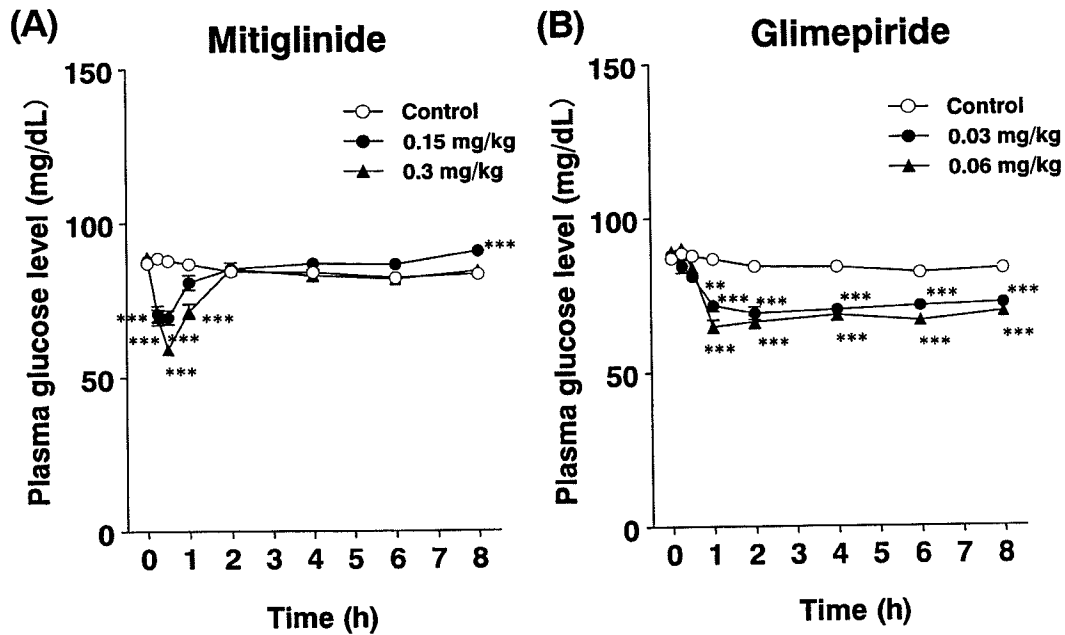 (A)
Mitiglinide
Plasma glucose level (mg/dL)
150
100
50
0
Control
0.15 mg/kg
0.3 mg/kg
***
***
***
***
***
***
0 1 2 3 4 5 6 7 8
Time (h)
(B)
Glimepiride
Plasma glucose level (mg/dL)
150
100
50
0
Control
0.03 mg/kg
0.06 mg/kg
**
*** *** *** *** ***
*** *** *** *** ***
0 1 2 3 4 5 6 7 8
Time (h)